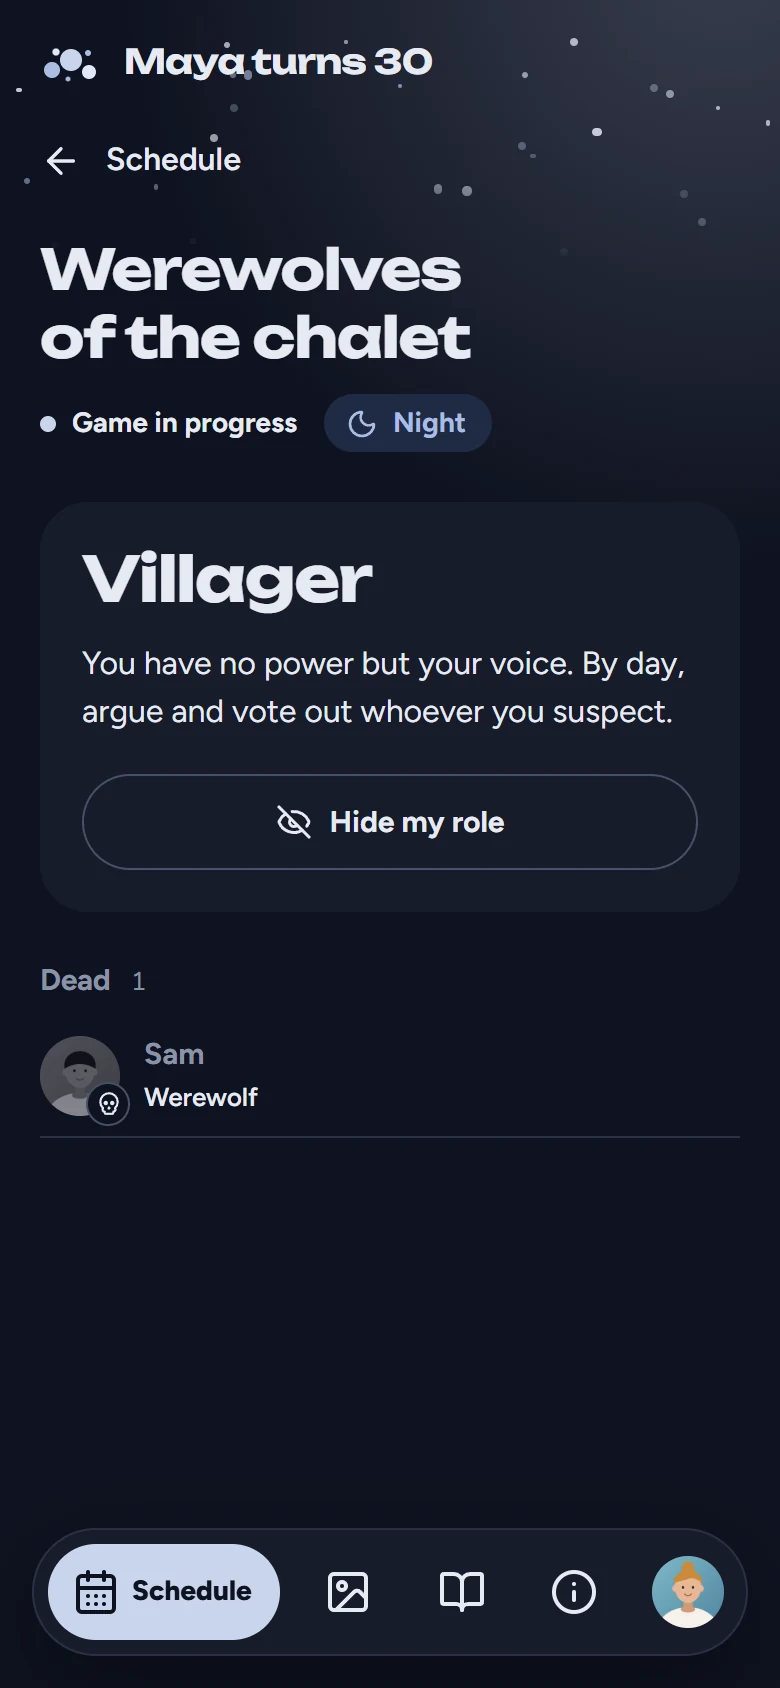 Maya turns 30
Schedule
Werewolves
of the chalet
Game in progress
Night
Villager
You have no power but your voice. By day,
argue and vote out whoever you suspect.
Hide my role
Dead 1
Sam
Werewolf
Schedule